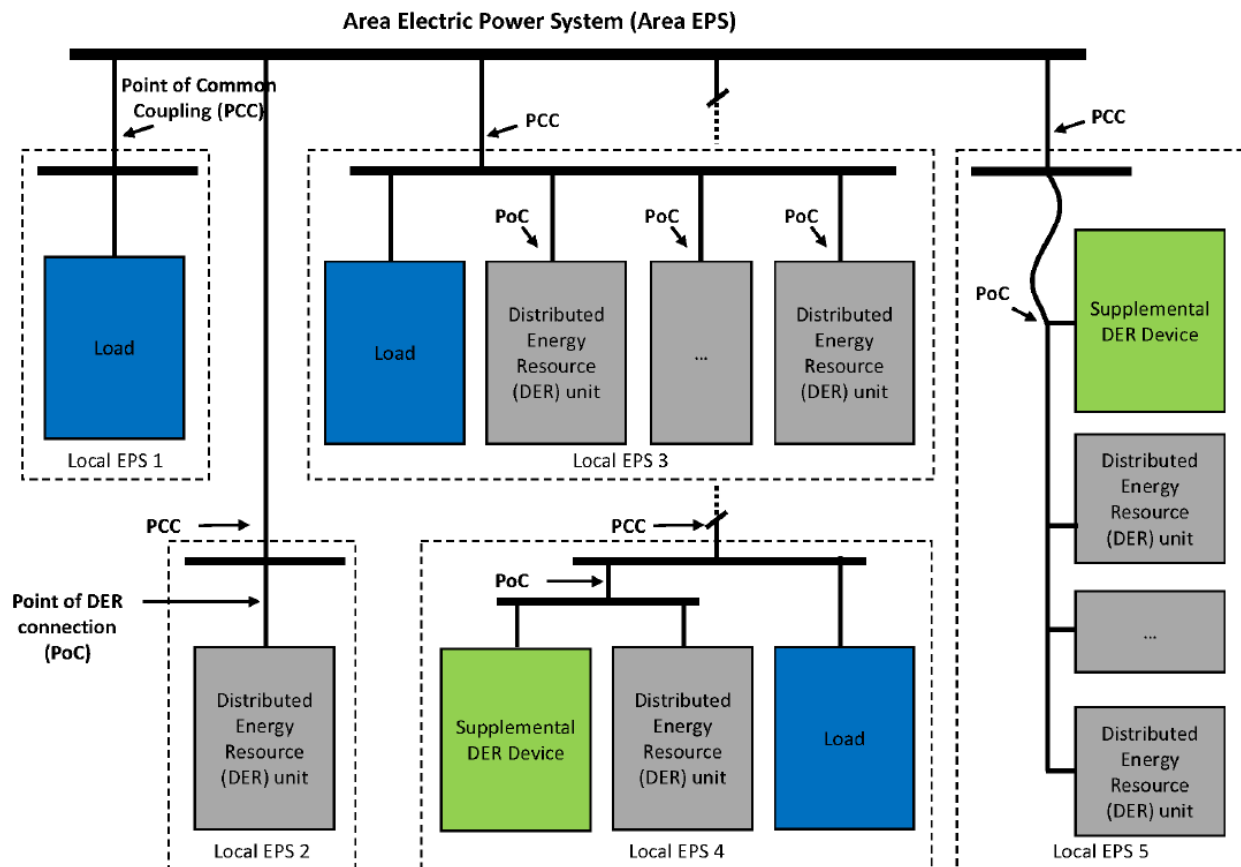 Area Electric Power System (Area EPS)
Point of Common
Coupling (PCC)
PCC
PCC
PoC
PoC
PoC
Load
Load
Distributed
Energy
Resource
(DER) unit
...
Distributed
Energy
Resource
(DER) unit
Local EPS 1
Local EPS 3
PoC
Supplemental
DER Device
Distributed
Energy
Resource
(DER) unit
...
Distributed
Energy
Resource
(DER) unit
Local EPS 5
PCC
Point of DER
connection
(PoC)
Distributed
Energy
Resource
(DER) unit
Local EPS 2
PCC
PoC
Supplemental
DER Device
Distributed
Energy
Resource
(DER) unit
Load
Local EPS 4